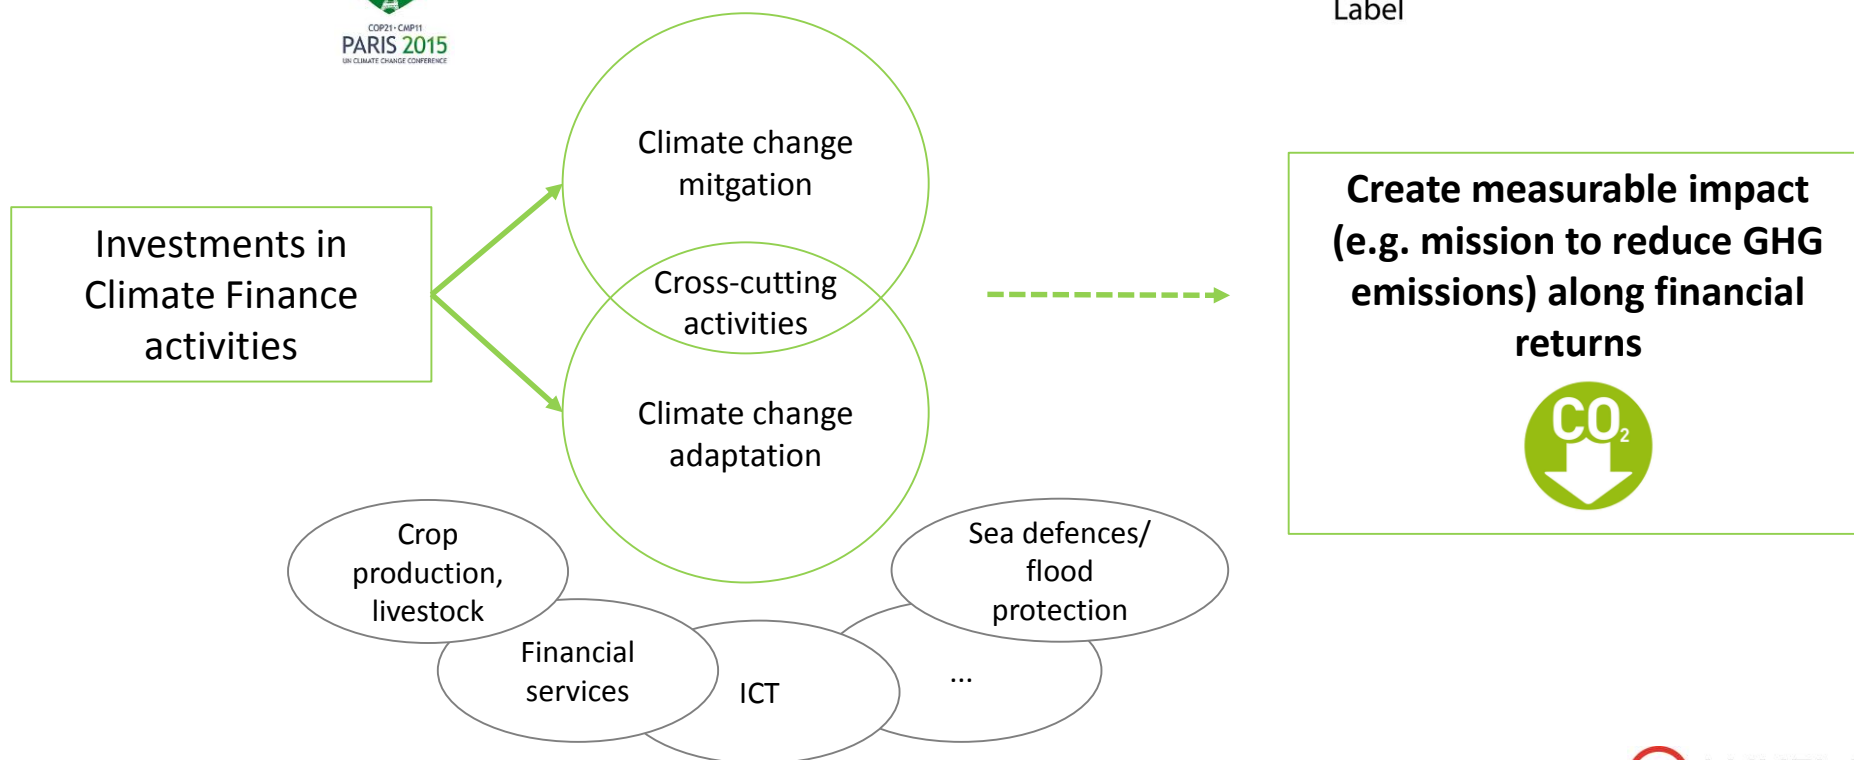 COP21·CMP11
PARIS 2015
UN CLIMATE CHANGE CONFERENCE
Label
Climate change
mitgation
Investments in
Climate Finance
activities
Cross-cutting
activities
Climate change
adaptation
Create measurable impact
(e.g. mission to reduce GHG
emissions) along financial
returns
CO2
Crop
production,
livestock
Financial
services
ICT
...
Sea defences/
flood
protection